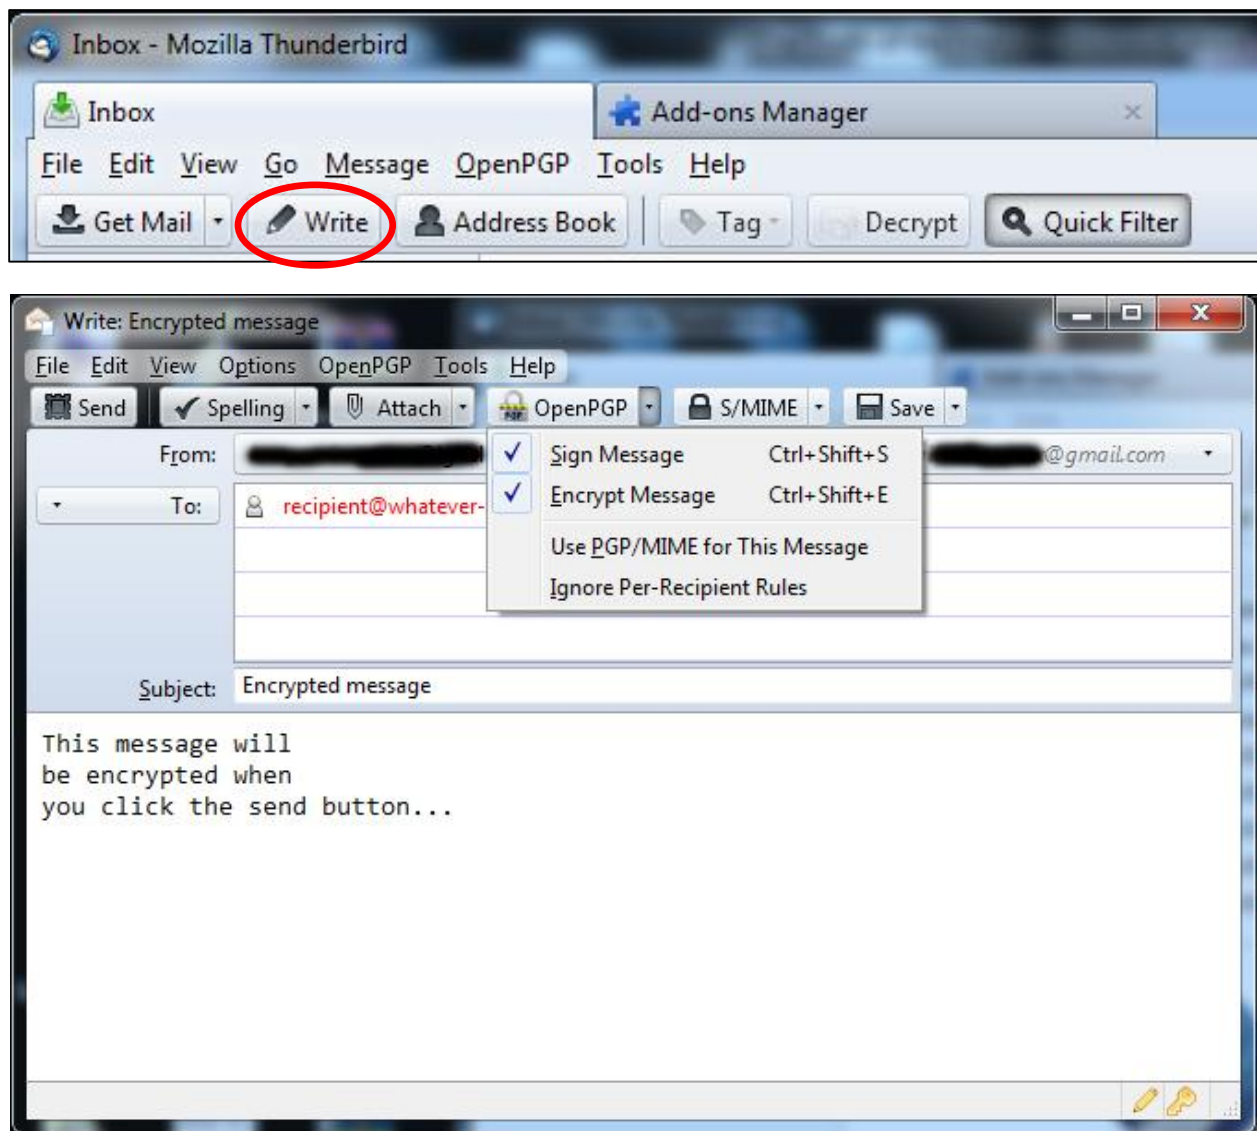 Inbox - Mozilla Thunderbird
Inbox Add-ons Manager
File Edit View Go Message OpenPGP Tools Help
Get Mail Write Address Book Tag Decrypt Quick Filter
Write: Encrypted message
File Edit View Options OpenPGP Tools Help
Send Spelling Attach OpenPGP S/MIME Save
From: @gmail.com
Sign Message Ctrl+Shift+S
To: recipient@whatever-
Encrypt Message Ctrl+Shift+E
Use PGP/MIME for This Message
Ignore Per-Recipient Rules
Subject: Encrypted message
This message will
be encrypted when
you click the send button...